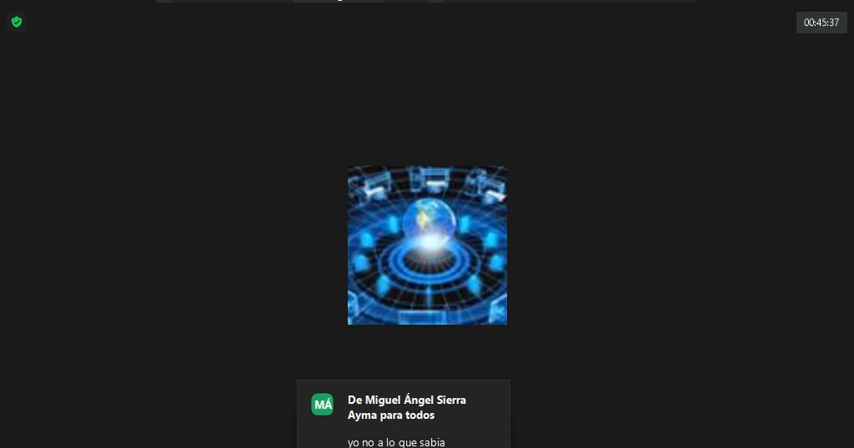 00:45:37
MÁ
De Miguel Ángel Sierra
Ayma para todos
yo no a lo que sabia